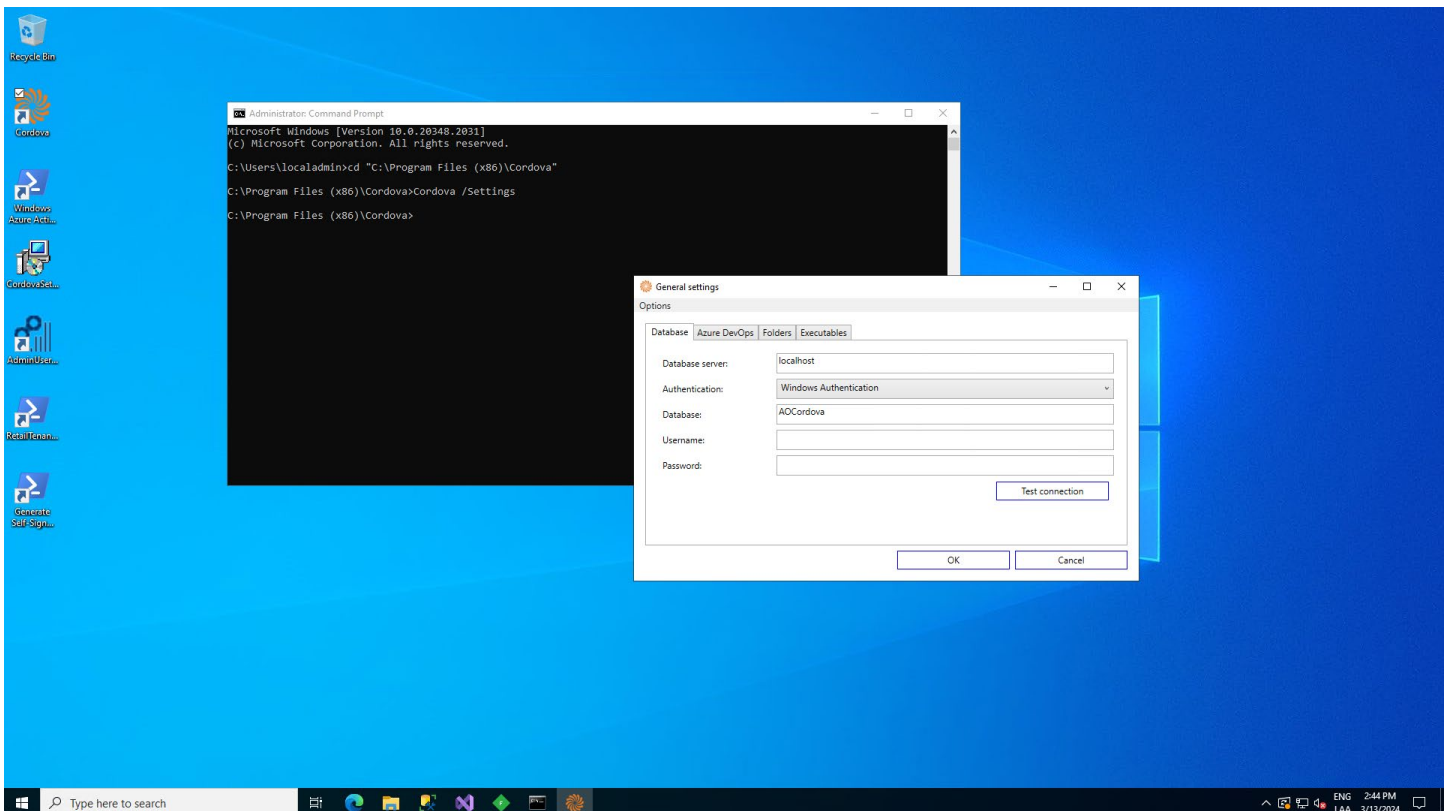 Recycle Bin
Cordova
Windows
Azure Acti...
CordovaSet...
AdminUser...
RetailTenan...
Generate
Self-Sign...
Administrator: Command Prompt
Microsoft Windows [Version 10.0.20348.2031]
(c) Microsoft Corporation. All rights reserved.
C:\Users\localadmin>cd "C:\Program Files (x86)\Cordova"
C:\Program Files (x86)\Cordova>Cordova /Settings
C:\Program Files (x86)\Cordova>
General settings
Options
Database Azure DevOps Folders Executables
Database server: localhost
Authentication: Windows Authentication
Database: AOCordova
Username:
Password:
Test connection
OK Cancel
Type here to search
ENG 2:44 PM
LAA 3/13/2024